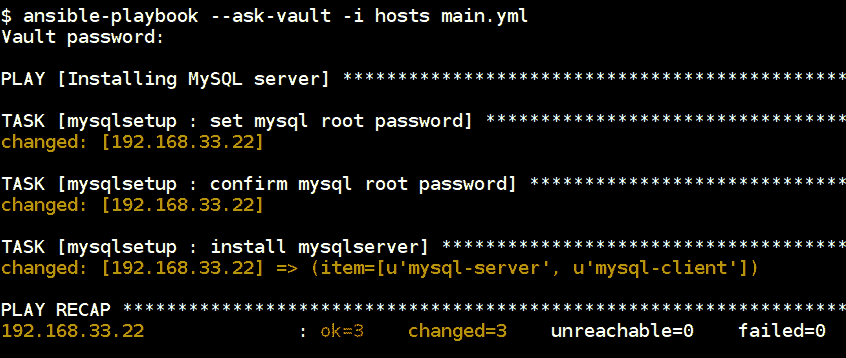 $ ansible-playbook --ask-vault -i hosts main.yml
Vault password:
PLAY [Installing MySQL server] **********************************************
TASK [mysqlsetup : set mysql root password] *********************************
changed: [192.168.33.22]
TASK [mysqlsetup : confirm mysql root password] *****************************
changed: [192.168.33.22]
TASK [mysqlsetup : install mysqlserver] *************************************
changed: [192.168.33.22] => (item=[u'mysql-server', u'mysql-client'])
PLAY RECAP ******************************************************************
192.168.33.22              : ok=3    changed=3    unreachable=0    failed=0